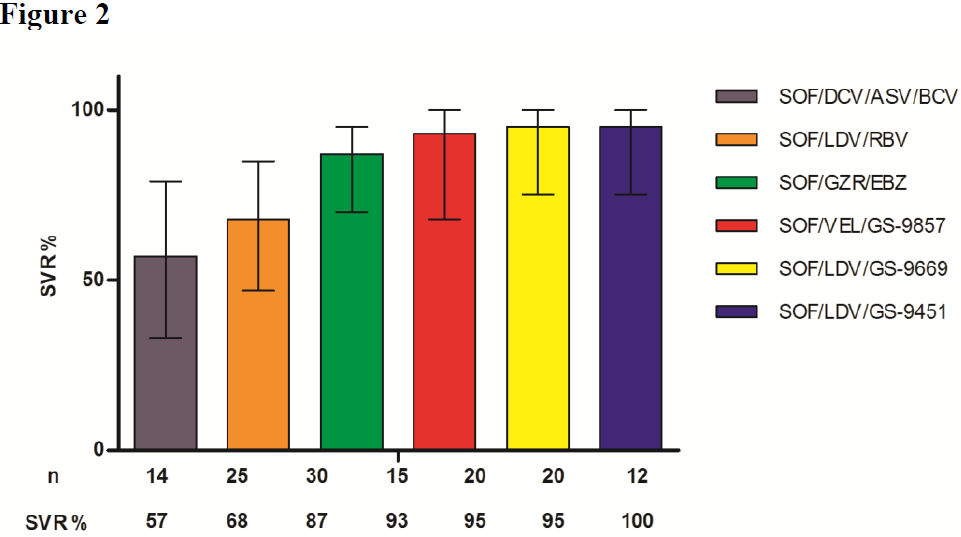 Figure 2
SVR%
100
50
0
SOF/DCV/ASV/BCV
SOF/LDV/RBV
SOF/GZR/EBZ
SOF/VEL/GS-9857
SOF/LDV/GS-9669
SOF/LDV/GS-9451
n 14 25 30 15 20 20 12
SVR% 57 68 87 93 95 95 100